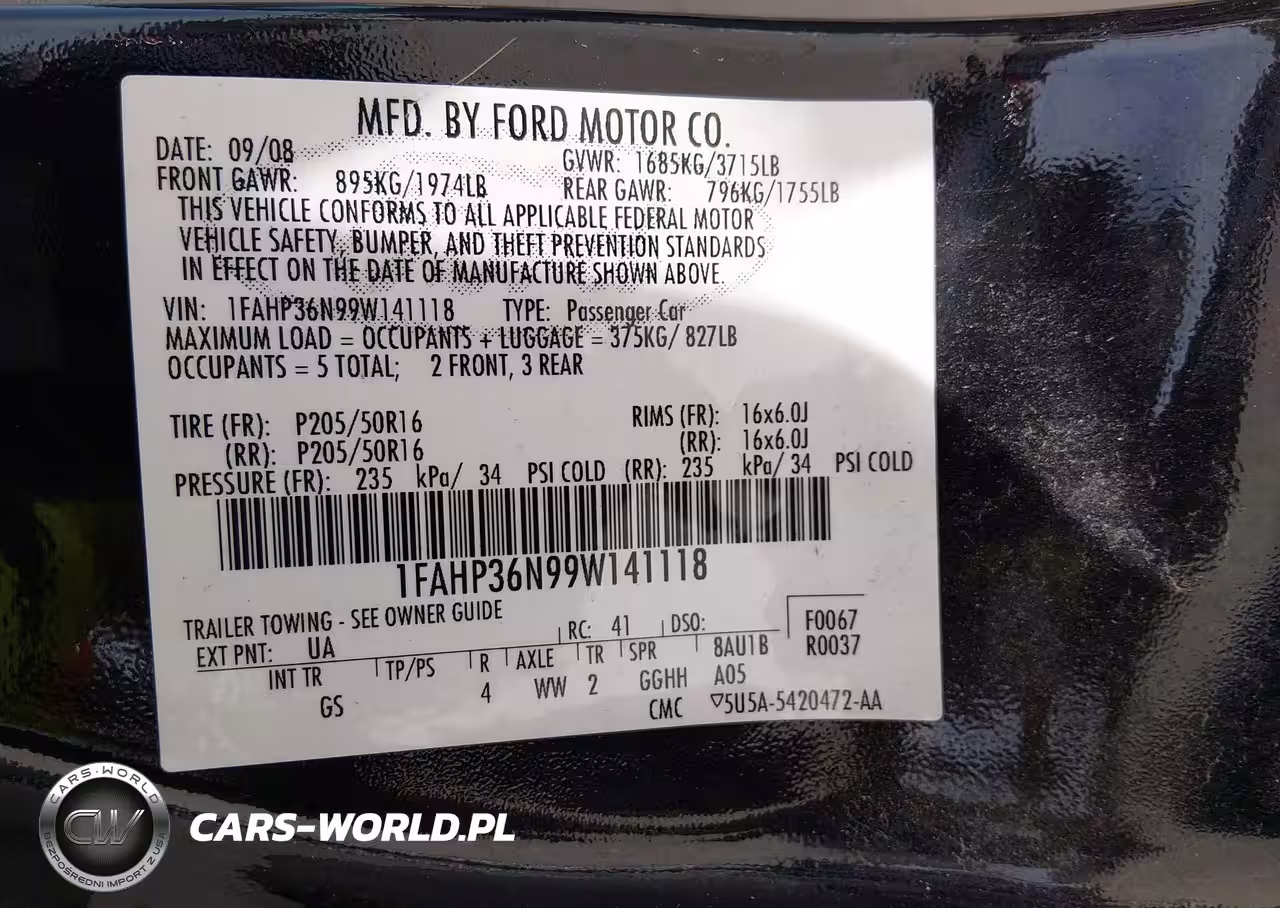 MFD. BY FORD MOTOR CO.
DATE: 09/08 GVWR: 1685KG/3715LB
FRONT GAWR: 895KG/1974LB REAR GAWR: 796KG/1755LB
THIS VEHICLE CONFORMS TO ALL APPLICABLE FEDERAL MOTOR
VEHICLE SAFETY, BUMPER, AND THEFT PREVENTION STANDARDS
IN EFFECT ON THE DATE OF MANUFACTURE SHOWN ABOVE.
VIN: 1FAHP36N99W141118 TYPE: Passenger Car
MAXIMUM LOAD = OCCUPANTS + LUGGAGE = 375KG/ 827LB
OCCUPANTS = 5 TOTAL; 2 FRONT, 3 REAR
TIRE (FR): P205/50R16 RIMS (FR): 16x6.0J
(RR): P205/50R16 (RR): 16x6.0J
PRESSURE (FR): 235 kPa/ 34 PSI COLD (RR): 235 kPa/ 34 PSI COLD
1FAHP36N99W141118
TRAILER TOWING - SEE OWNER GUIDE
EXT PNT: UA RC: 41 DSO: F0067
INT TR TP/PS R AXLE TR SPR 8AU1B R0037
GS 4 WW 2 GGHH A05
CMC ▽5U5A-5420472-AA
CARS-WORLD
CW
BEZPOŚREDNI IMPORT Z USA
CARS-WORLD.PL